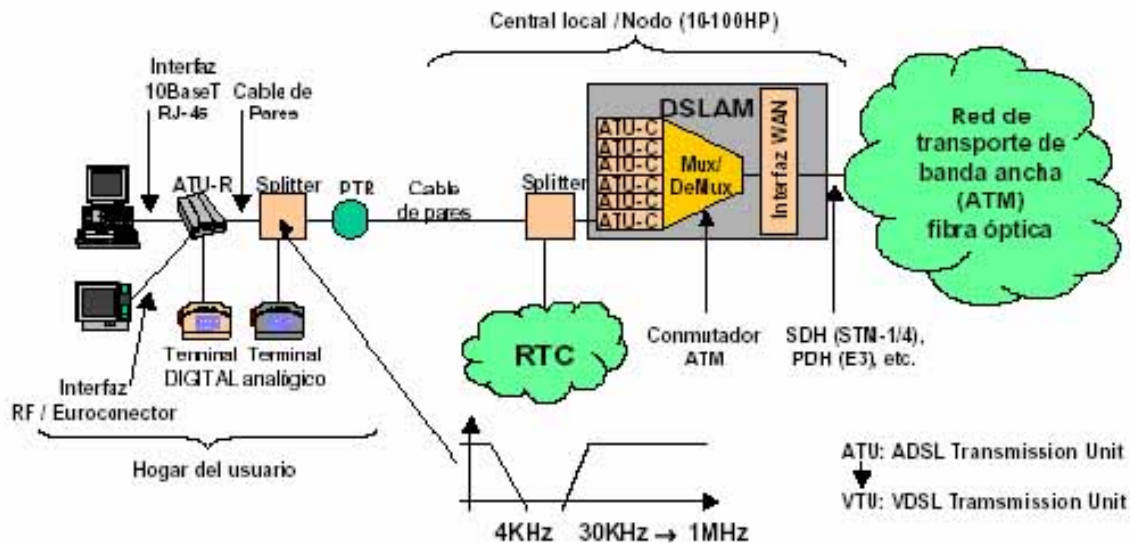 Central local / Nodo (10-100HP)
Interfaz
10BaseT
RJ-45
Cable de
Pares
ATU-R
Splitter
PTR
Cable
de pares
Splitter
DSLAM
ATU-C
ATU-C
ATU-C
ATU-C
ATU-C
ATU-C
Mux/
DeMux
Interfaz WAN
Red de
transporte de
banda ancha
(ATM)
fibra óptica
Terminal
DIGITAL
Terminal
analógico
Interfaz
RF / Euroconector
Hogar del usuario
RTC
Conmutador
ATM
SDH (STM-1/4),
PDH (E3), etc.
4KHz
30KHz → 1MHz
ATU: ADSL Transmission Unit
VTU: VDSL Tramsmission Unit